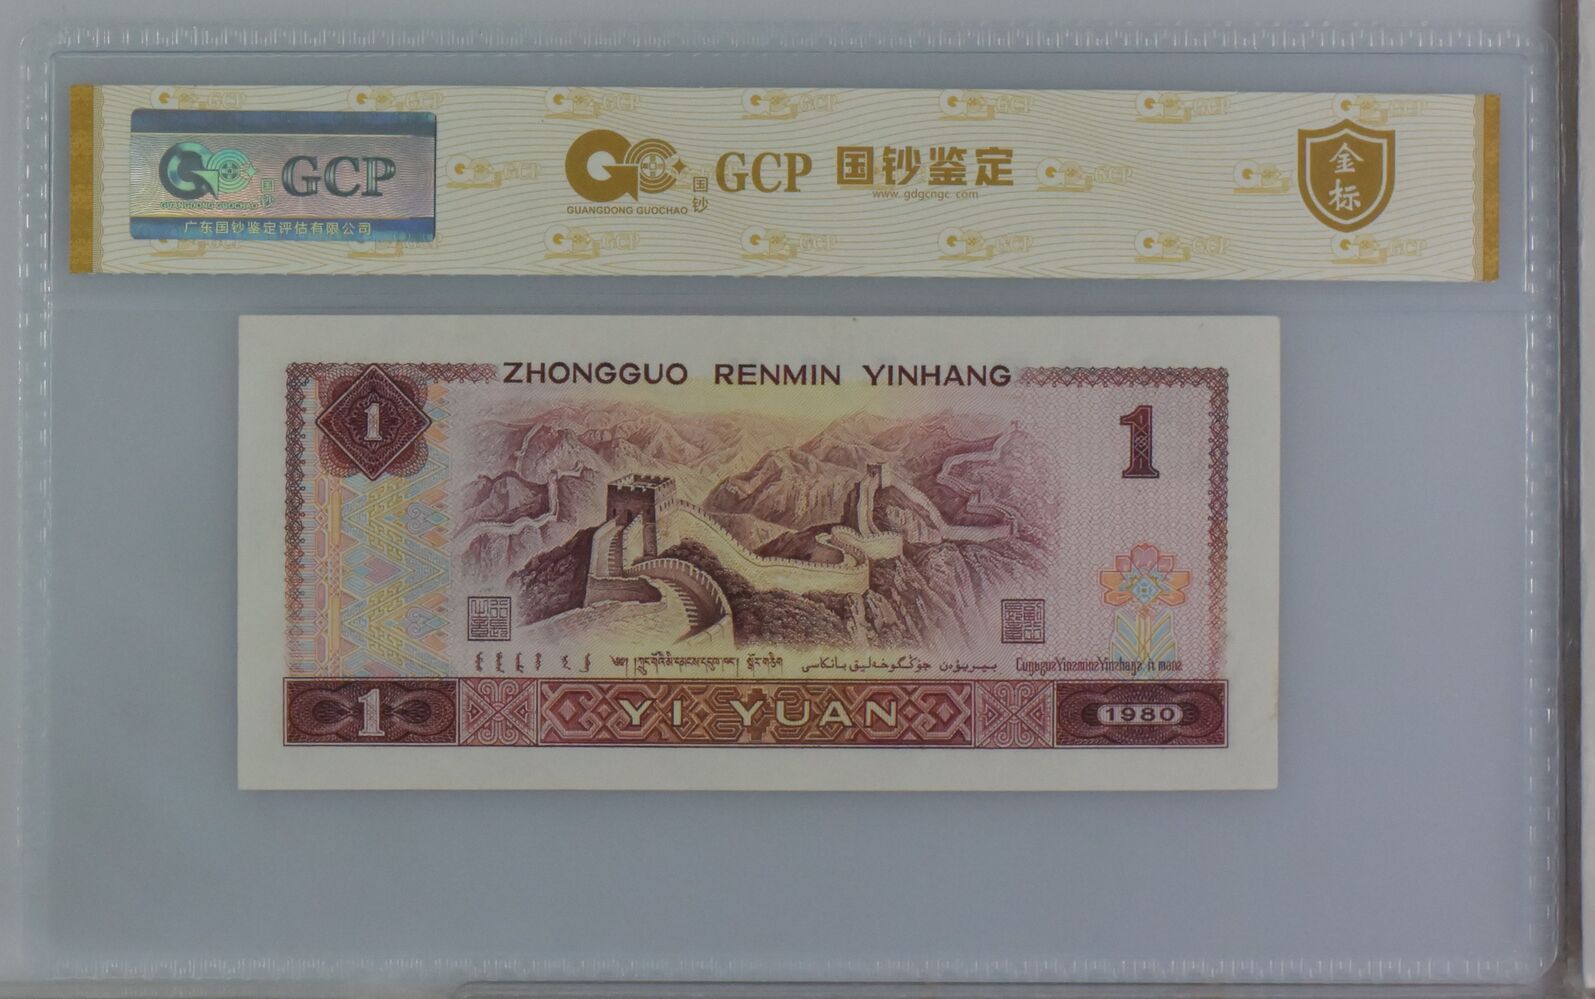 GCP
GUANGDONG GUOCHAO
国钞
广东国钞鉴定评估有限公司
GUANGDONG GUOCHAO
国钞
GCP
国钞鉴定
www.gdgcngc.com
金标
ZHONGGUO RENMIN YINHANG
1
1
YI YUAN
1
1980